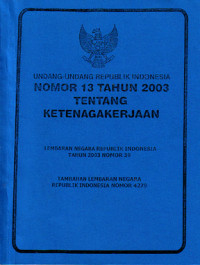 UNDANG-UNDANG REPUBLIK INDONESIA
NOMOR 13 TAHUN 2003
TENTANG
KETENAGAKERJAAN
LEMBARAN NEGARA REPUBLIK INDONESIA
TAHUN 2003 NOMOR 39
TAMBAHAN LEMBARAN NEGARA
REPUBLIK INDONESIA NOMOR 4279